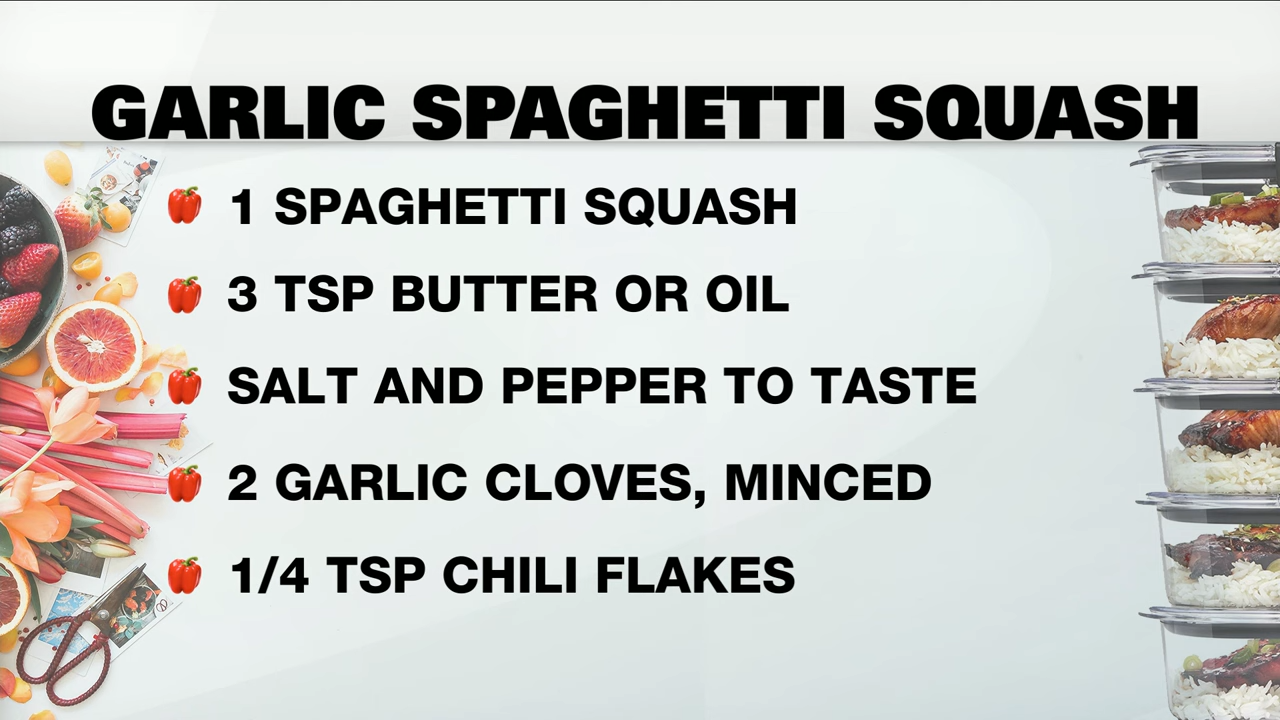 GARLIC SPAGHETTI SQUASH
1 SPAGHETTI SQUASH
3 TSP BUTTER OR OIL
SALT AND PEPPER TO TASTE
2 GARLIC CLOVES, MINCED
1/4 TSP CHILI FLAKES